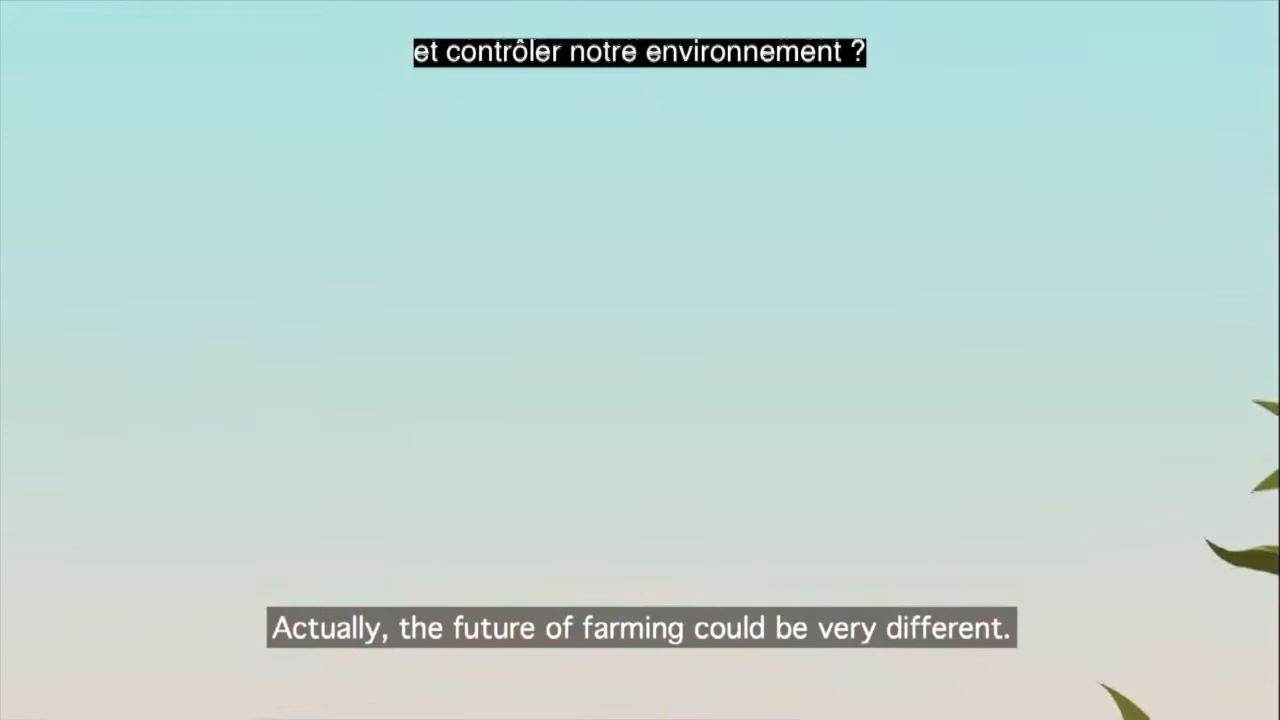 et contrôler notre environnement ?
Actually, the future of farming could be very different.